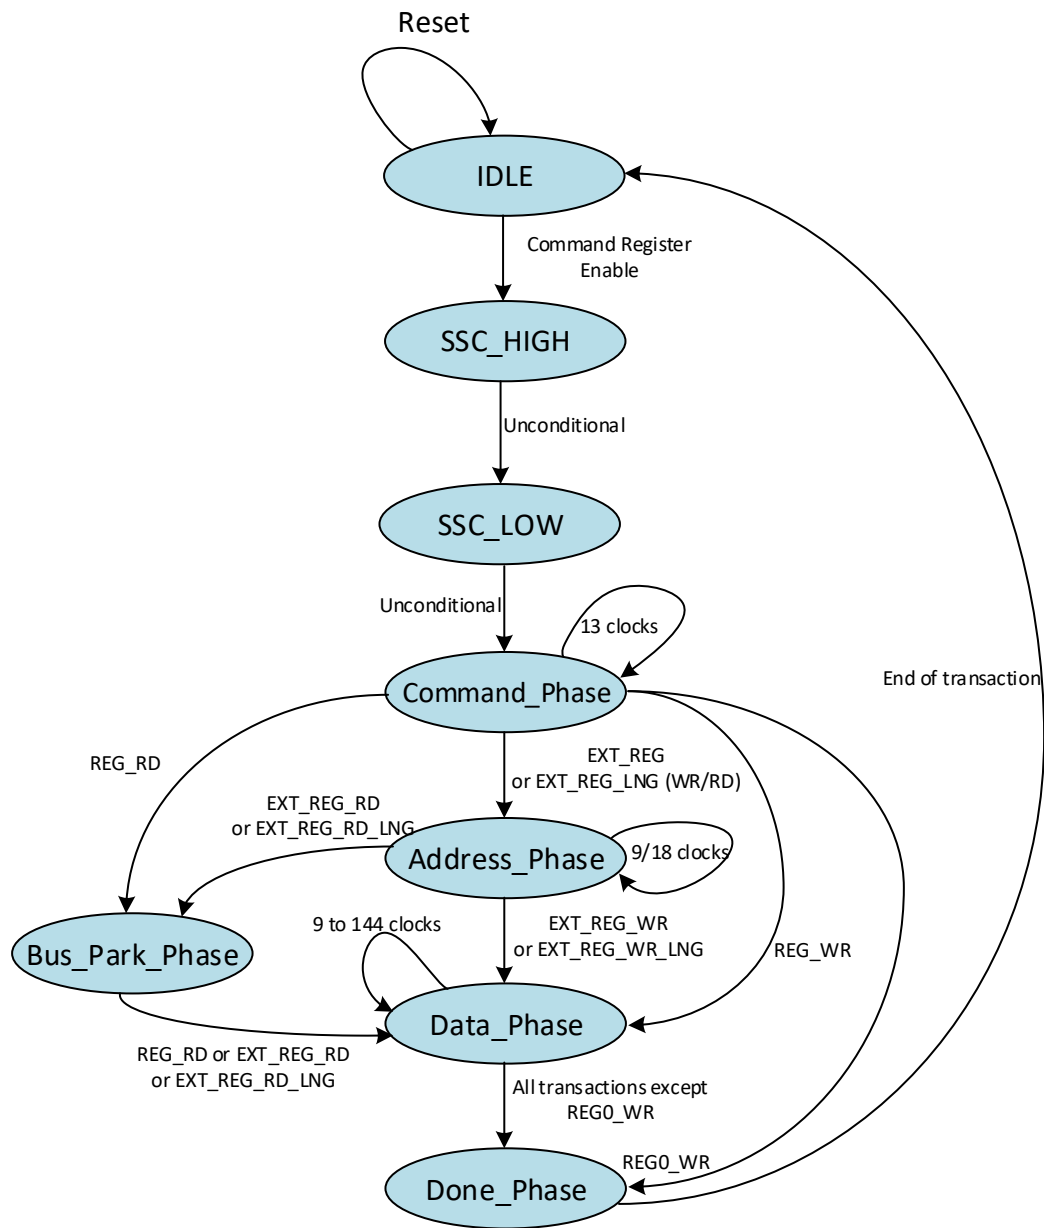 Reset
IDLE
Command Register
Enable
SSC_HIGH
Unconditional
SSC_LOW
Unconditional
13 clocks
Command_Phase
End of transaction
REG_RD
EXT_REG
or EXT_REG_LNG (WR/RD)
EXT_REG_RD
or EXT_REG_RD_LNG
Address_Phase
9/18 clocks
9 to 144 clocks
EXT_REG_WR
or EXT_REG_WR_LNG
REG_WR
Bus_Park_Phase
Data_Phase
REG_RD or EXT_REG_RD
or EXT_REG_RD_LNG
All transactions except
REG0_WR
REG0_WR
Done_Phase